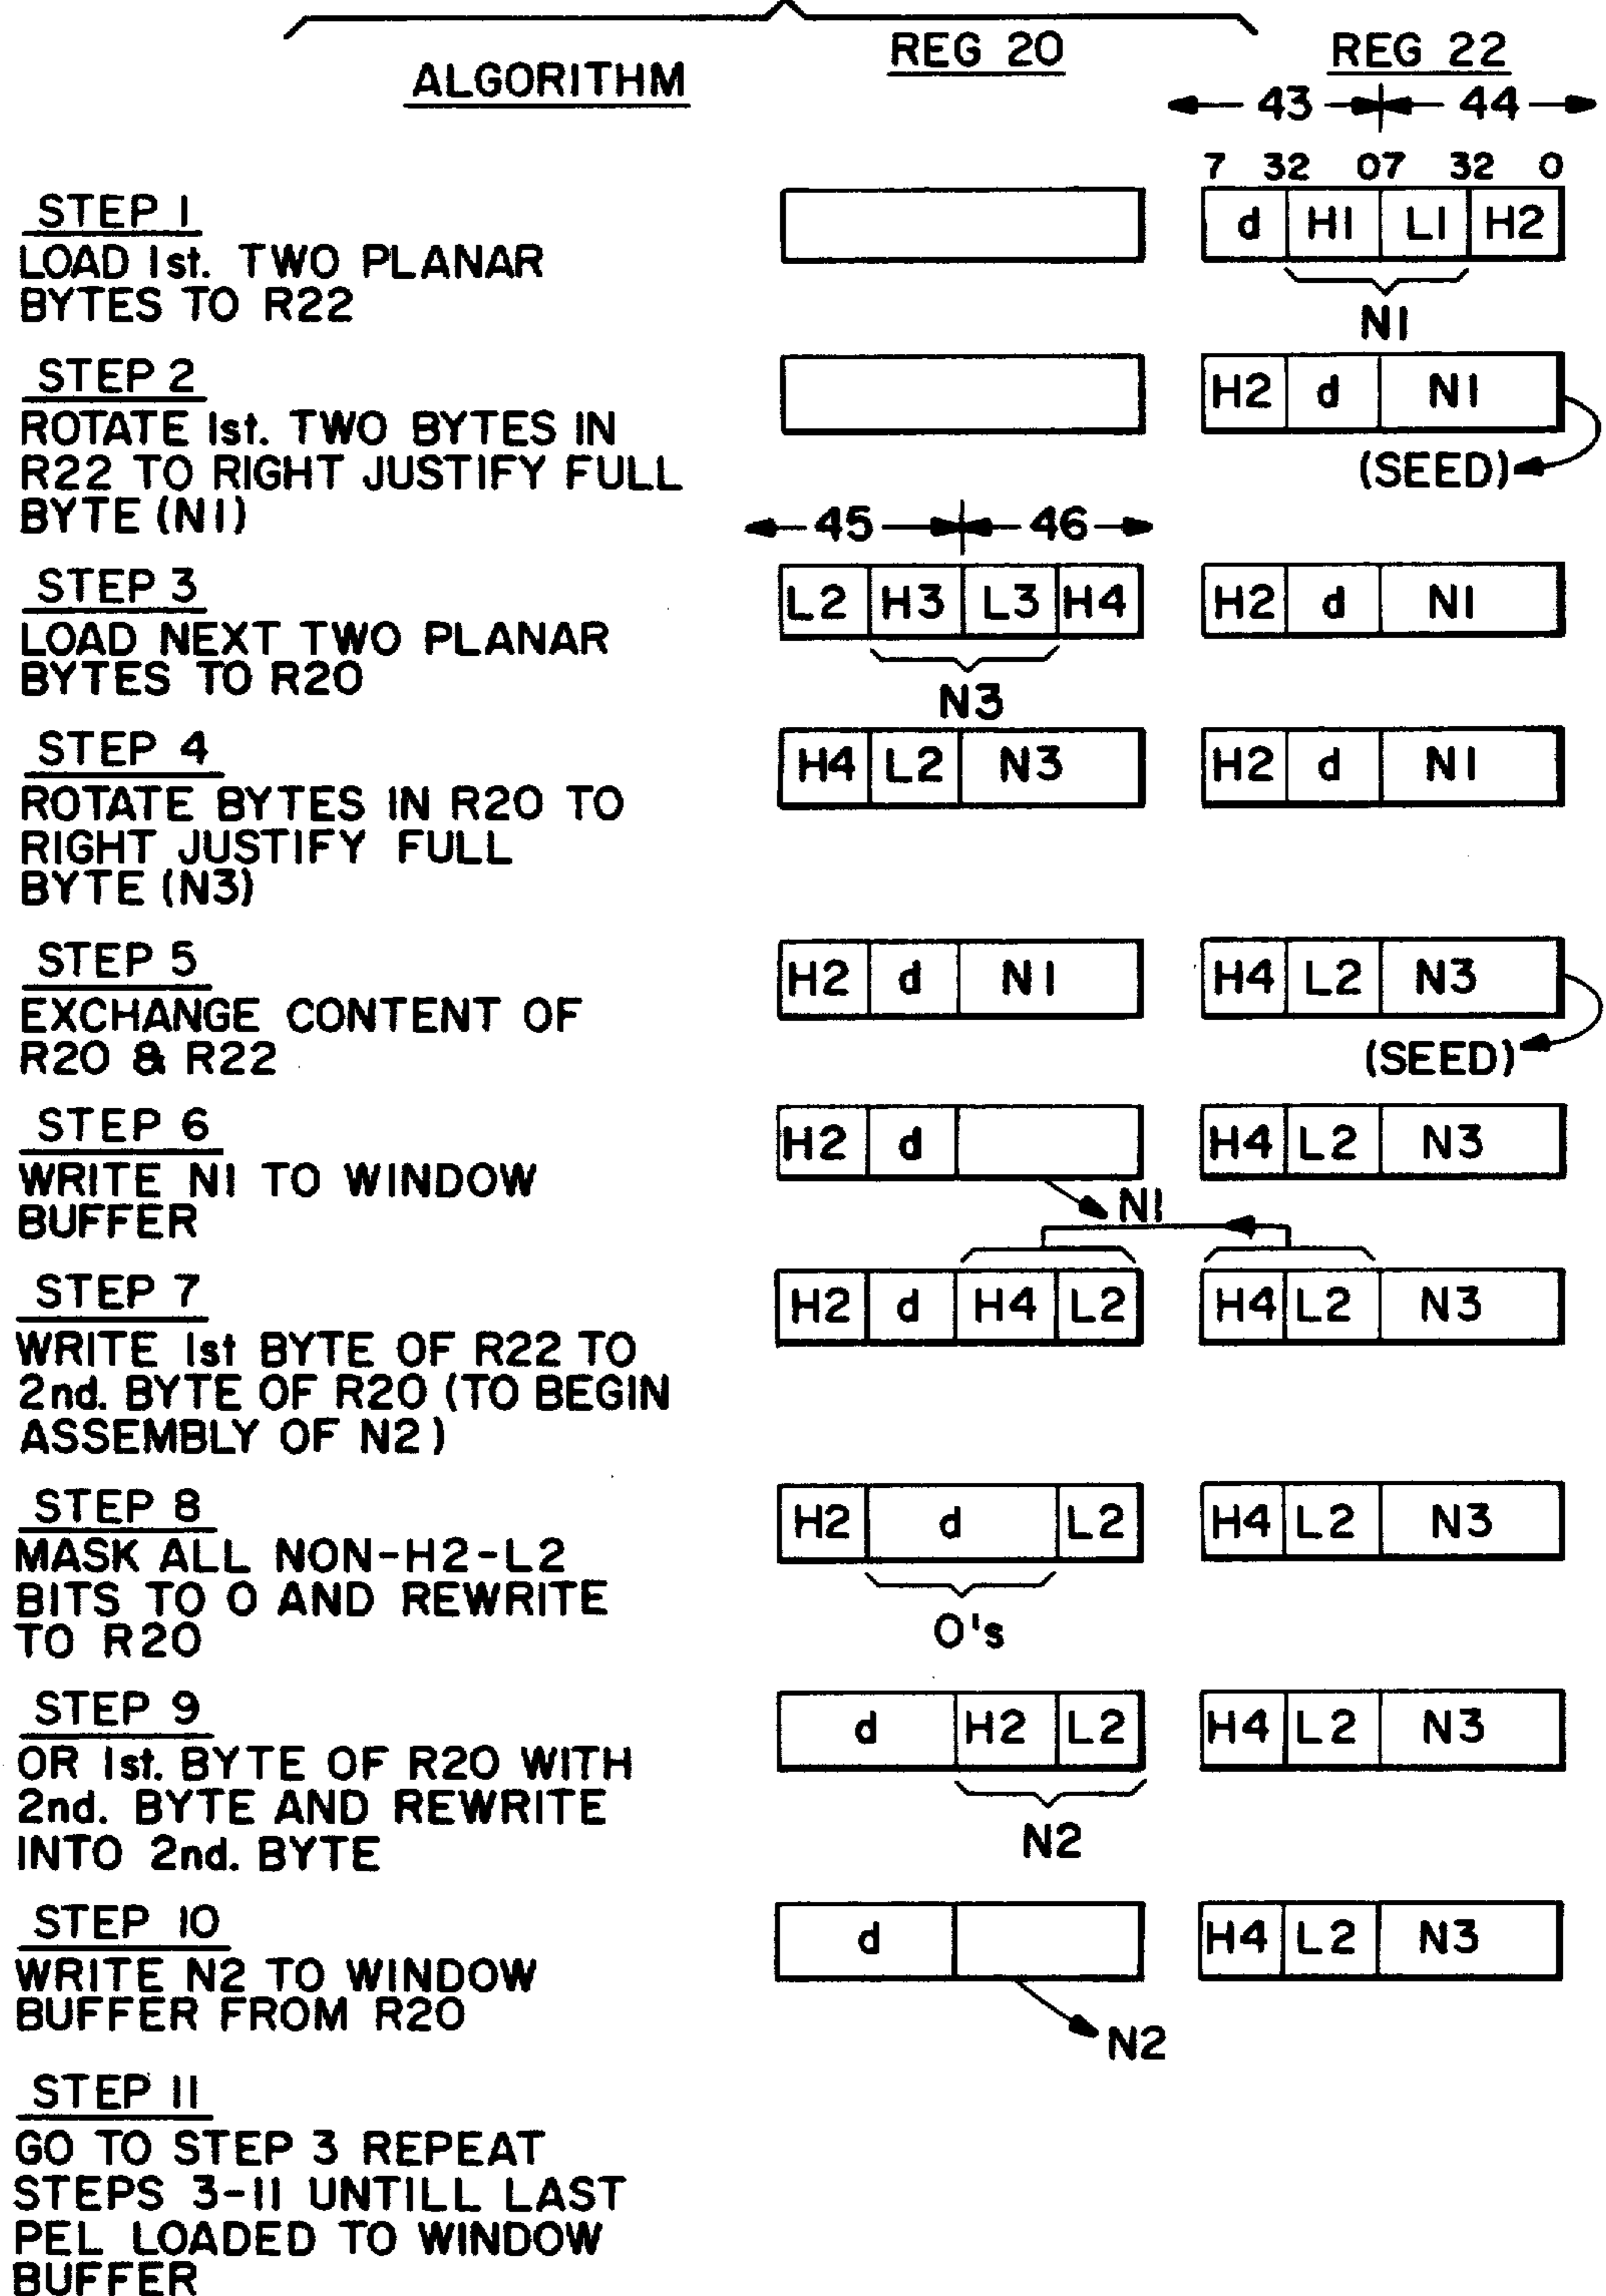 ALGORITHM
REG 20
REG 22
43 44
7 32 07 32 0
STEP 1
LOAD 1st. TWO PLANAR
BYTES TO R22
d H1 L1 H2
N1
STEP 2
ROTATE 1st. TWO BYTES IN
R22 TO RIGHT JUSTIFY FULL
BYTE (N1)
H2 d N1
(SEED)
45 46
STEP 3
LOAD NEXT TWO PLANAR
BYTES TO R20
L2 H3 L3 H4
H2 d N1
N3
STEP 4
ROTATE BYTES IN R20 TO
RIGHT JUSTIFY FULL
BYTE (N3)
H4 L2 N3
H2 d N1
STEP 5
EXCHANGE CONTENT OF
R20 & R22
H2 d N1
H4 L2 N3
(SEED)
STEP 6
WRITE N1 TO WINDOW
BUFFER
H2 d
H4 L2 N3
N1
STEP 7
WRITE 1st BYTE OF R22 TO
2nd. BYTE OF R20 (TO BEGIN
ASSEMBLY OF N2)
H2 d H4 L2
H4 L2 N3
STEP 8
MASK ALL NON-H2-L2
BITS TO 0 AND REWRITE
TO R20
H2 d L2
H4 L2 N3
0's
STEP 9
OR 1st. BYTE OF R20 WITH
2nd. BYTE AND REWRITE
INTO 2nd. BYTE
d H2 L2
H4 L2 N3
N2
STEP 10
WRITE N2 TO WINDOW
BUFFER FROM R20
d
H4 L2 N3
N2
STEP 11
GO TO STEP 3 REPEAT
STEPS 3-11 UNTILL LAST
PEL LOADED TO WINDOW
BUFFER